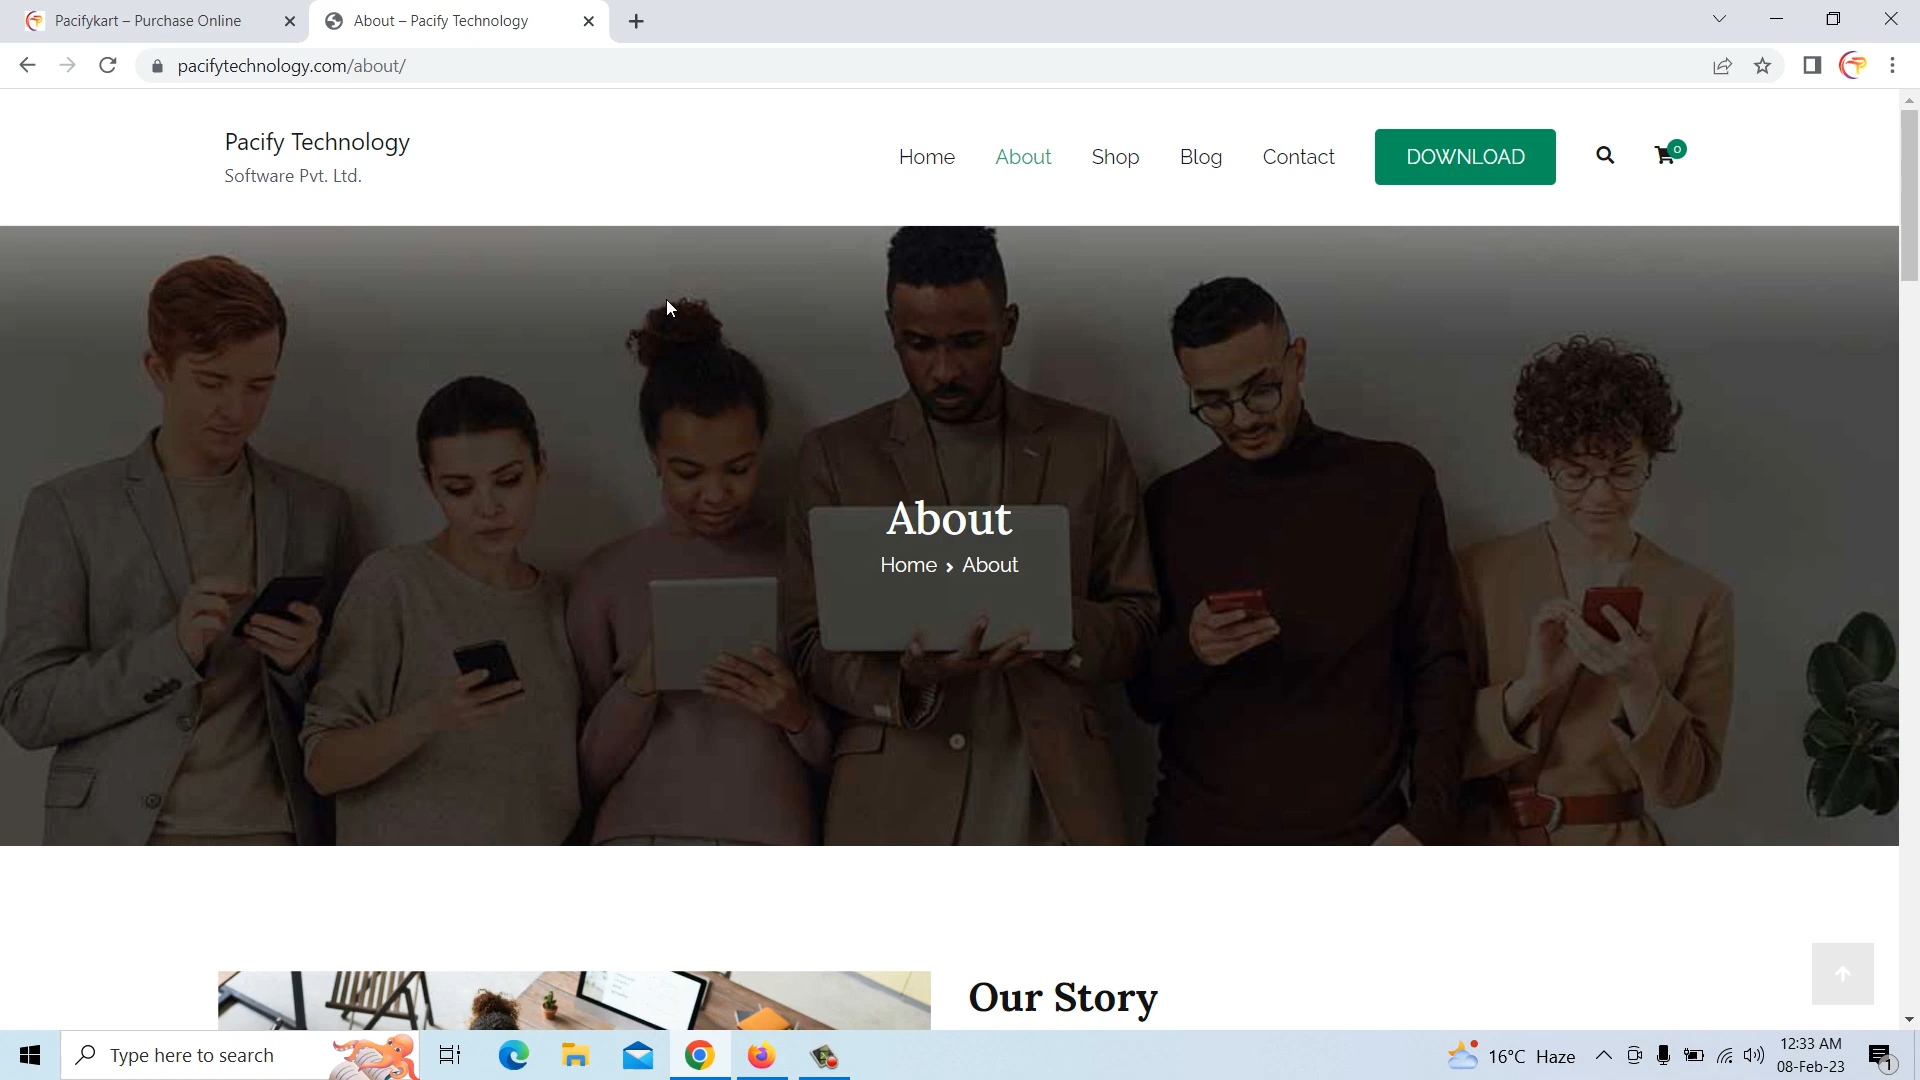 Pacifykart – Purchase Online
About – Pacify Technology
pacifytechnology.com/about/
Pacify Technology
Software Pvt. Ltd.
Home
About
Shop
Blog
Contact
DOWNLOAD
0
About
Home › About
Our Story
Type here to search
16°C Haze
12:33 AM
08-Feb-23
1